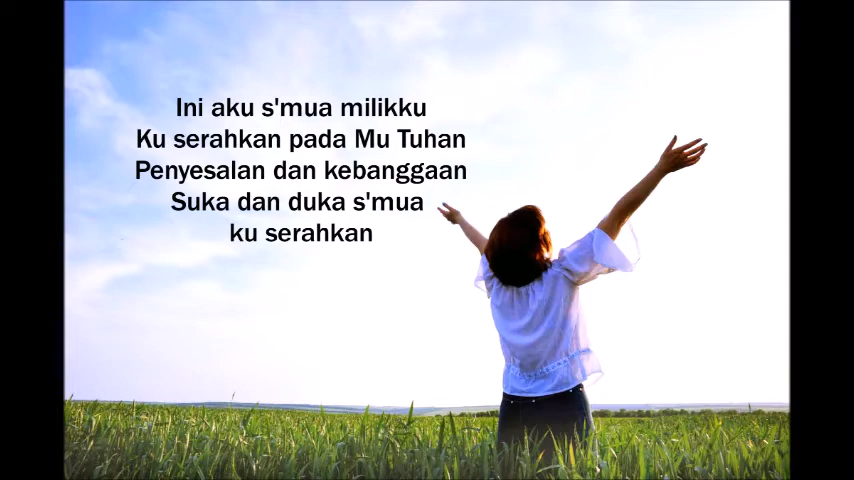 Ini aku s'mua milikku
Ku serahkan pada Mu Tuhan
Penyesalan dan kebanggaan
Suka dan duka s'mua
ku serahkan